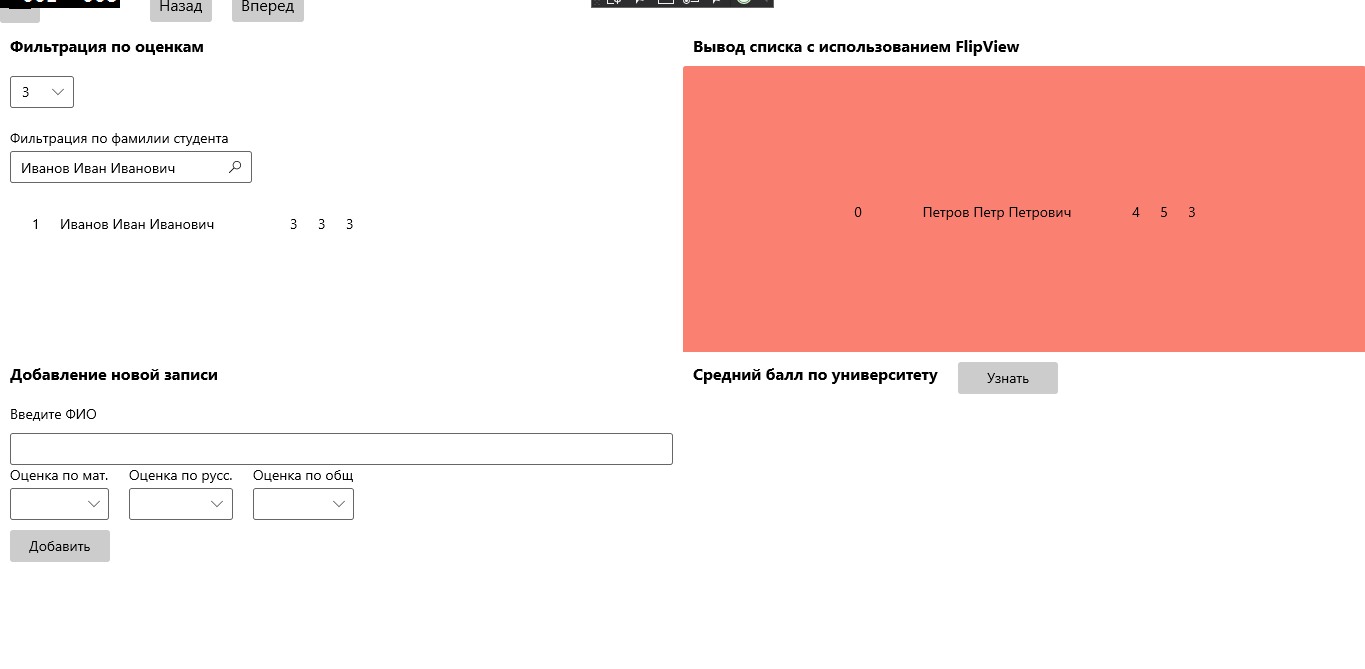 Назад Вперед
Фильтрация по оценкам
3
Фильтрация по фамилии студента
Иванов Иван Иванович
1 Иванов Иван Иванович 3 3 3
Вывод списка с использованием FlipView
0 Петров Петр Петрович 4 5 3
Добавление новой записи
Введите ФИО
Оценка по мат. Оценка по русс. Оценка по общ
Добавить
Средний балл по университету Узнать